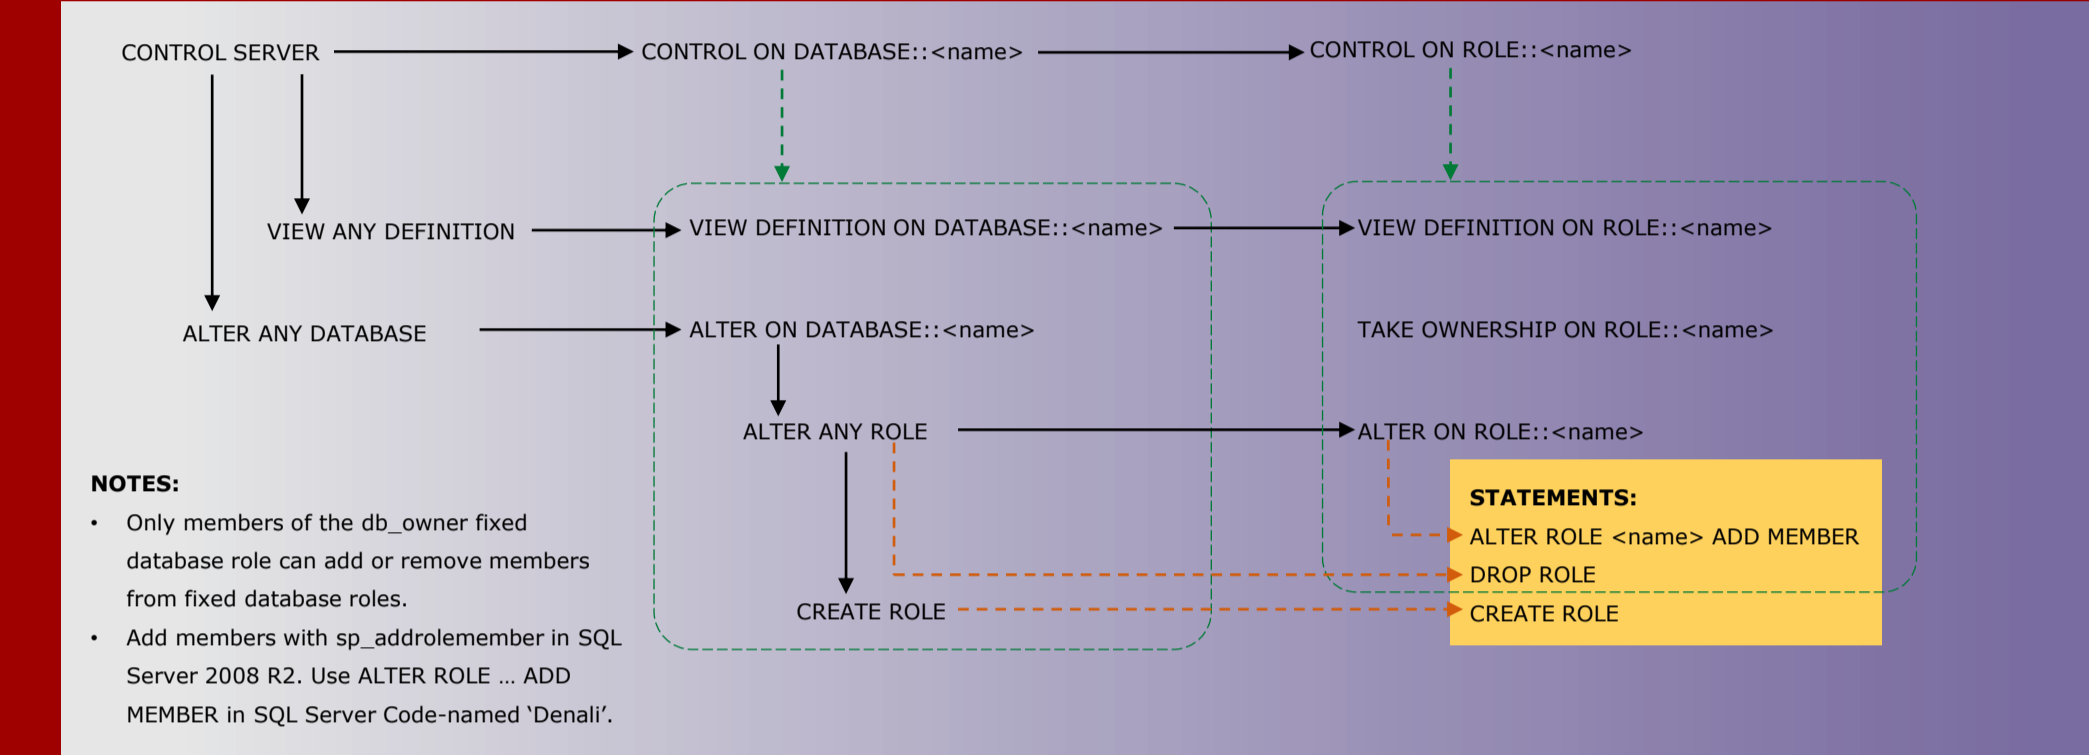 CONTROL SERVER
CONTROL ON DATABASE::<name>
CONTROL ON ROLE::<name>
VIEW ANY DEFINITION
VIEW DEFINITION ON DATABASE::<name>
VIEW DEFINITION ON ROLE::<name>
ALTER ANY DATABASE
ALTER ON DATABASE::<name>
TAKE OWNERSHIP ON ROLE::<name>
ALTER ANY ROLE
ALTER ON ROLE::<name>
CREATE ROLE
NOTES:
• Only members of the db_owner fixed
database role can add or remove members
from fixed database roles.
• Add members with sp_addrolemember in SQL
Server 2008 R2. Use ALTER ROLE … ADD
MEMBER in SQL Server Code-named ‘Denali’.
STATEMENTS:
ALTER ROLE <name> ADD MEMBER
DROP ROLE
CREATE ROLE